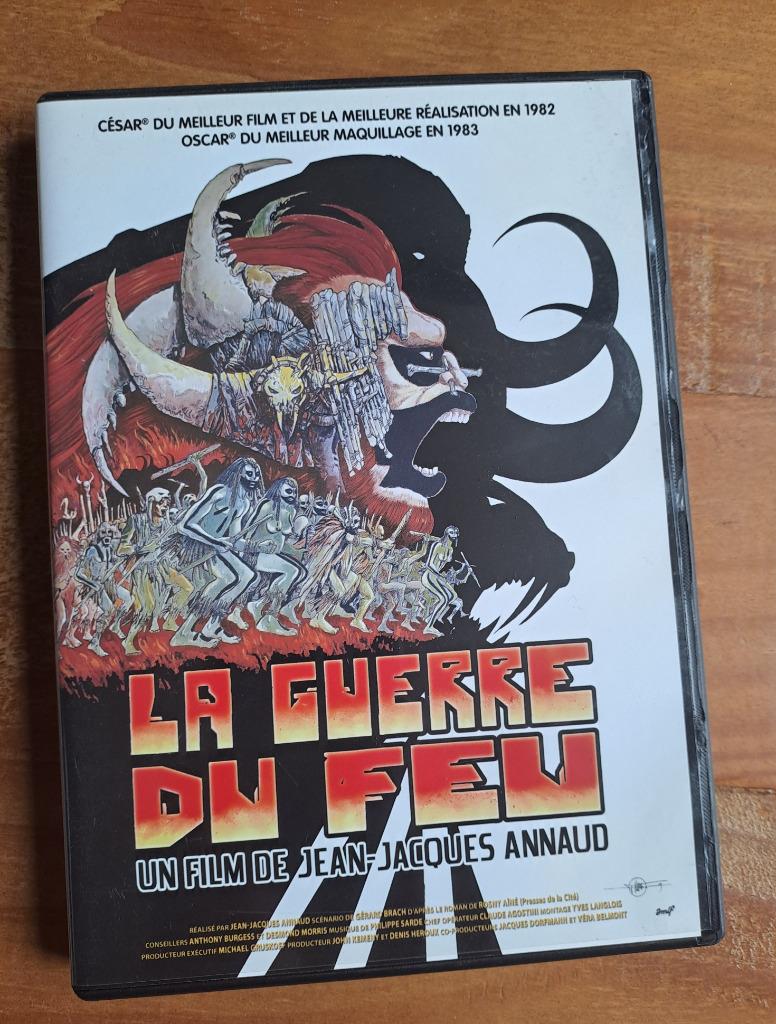 CÉSAR® DU MEILLEUR FILM ET DE LA MEILLEURE RÉALISATION EN 1982
OSCAR® DU MEILLEUR MAQUILLAGE EN 1983
LA GUERRE
DU FEU
UN FILM DE JEAN-JACQUES ANNAUD
RÉALISÉ PAR JEAN-JACQUES ANNAUD SCÉNARIO DE GÉRARD BRACH D'APRÈS LE ROMAN DE ROSNY AÎNÉ (Presses de la Cité)
CONSEILLERS ANTHONY BURGESS ET DESMOND MORRIS MUSIQUE DE PHILIPPE SARDE CHEF OPÉRATEUR CLAUDE AGOSTINI MONTAGE YVES LANGLOIS
PRODUCTEUR EXÉCUTIF MICHAEL GRUSKOFF PRODUCTEUR JOHN KEMENY ET DENIS HEROUX CO-PRODUCTEURS JACQUES DORFMANN ET VÉRA BELMONT